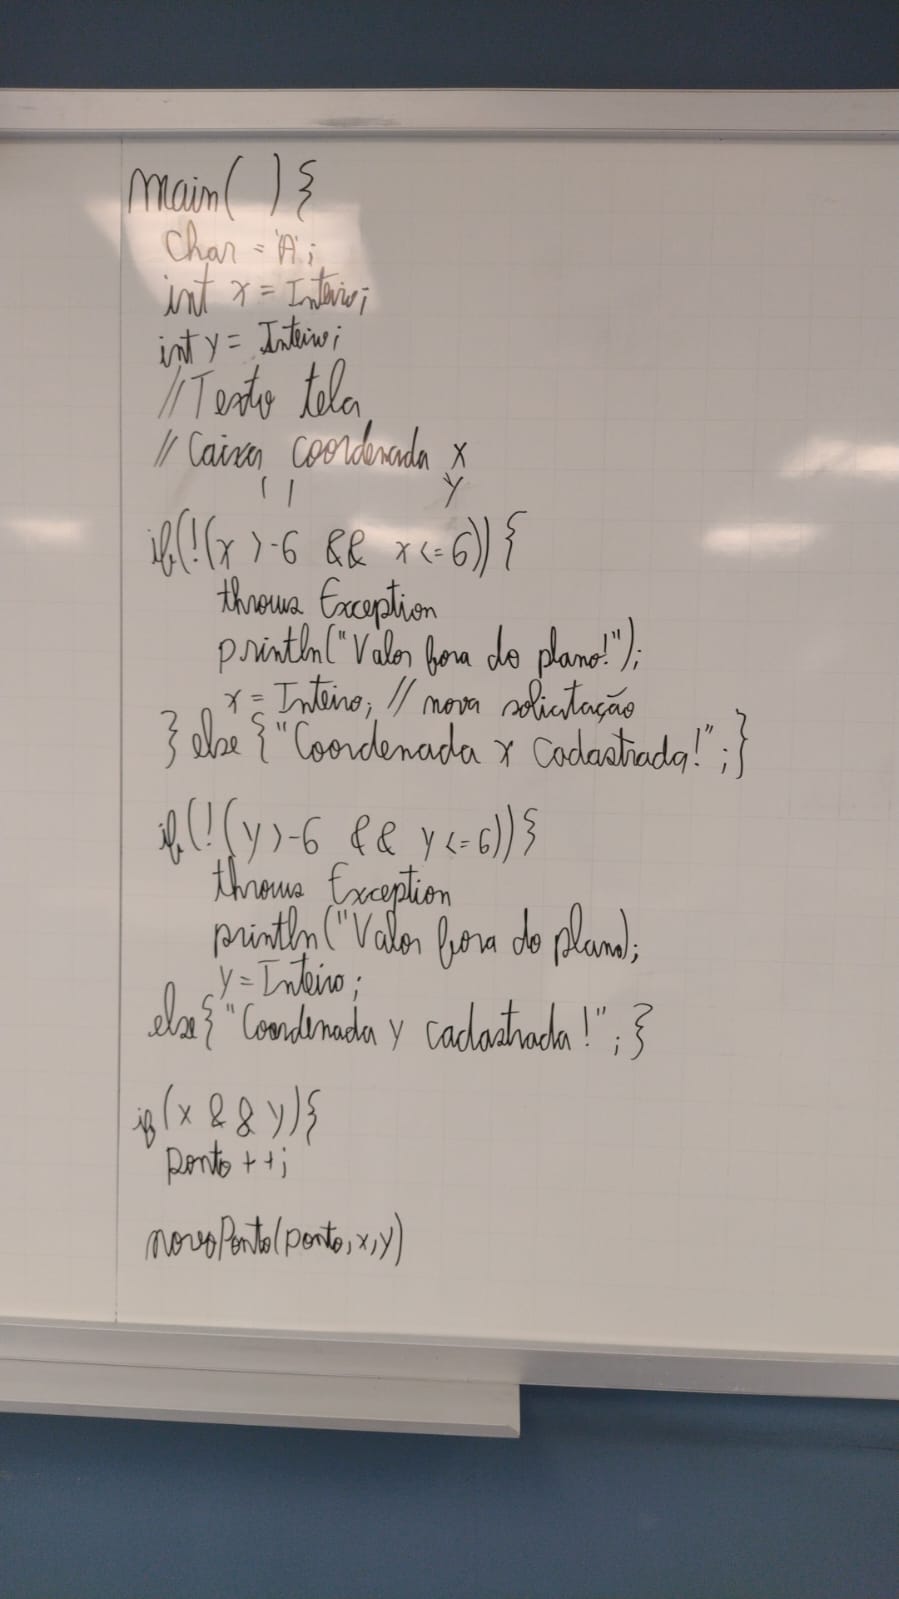 main( ) {
char = 'A';
int x = Inteiro;
int y = Inteiro;
// Texto tela
// Caixa coordenada x
' ' y
if(!(x >-6 && x <= 6)) {
throws Exception
println("Valor fora do plano!");
x = Inteiro; // nova solicitação
} else { "Coordenada x Cadastrada!"; }
if(!(y >-6 && y <= 6)) }
throws Exception
println("Valor fora do plano);
y = Inteiro;
else{ "Coordenada y cadastrada!"; }
if(x && y) {
ponto ++;
novoPonto(ponto, x, y)